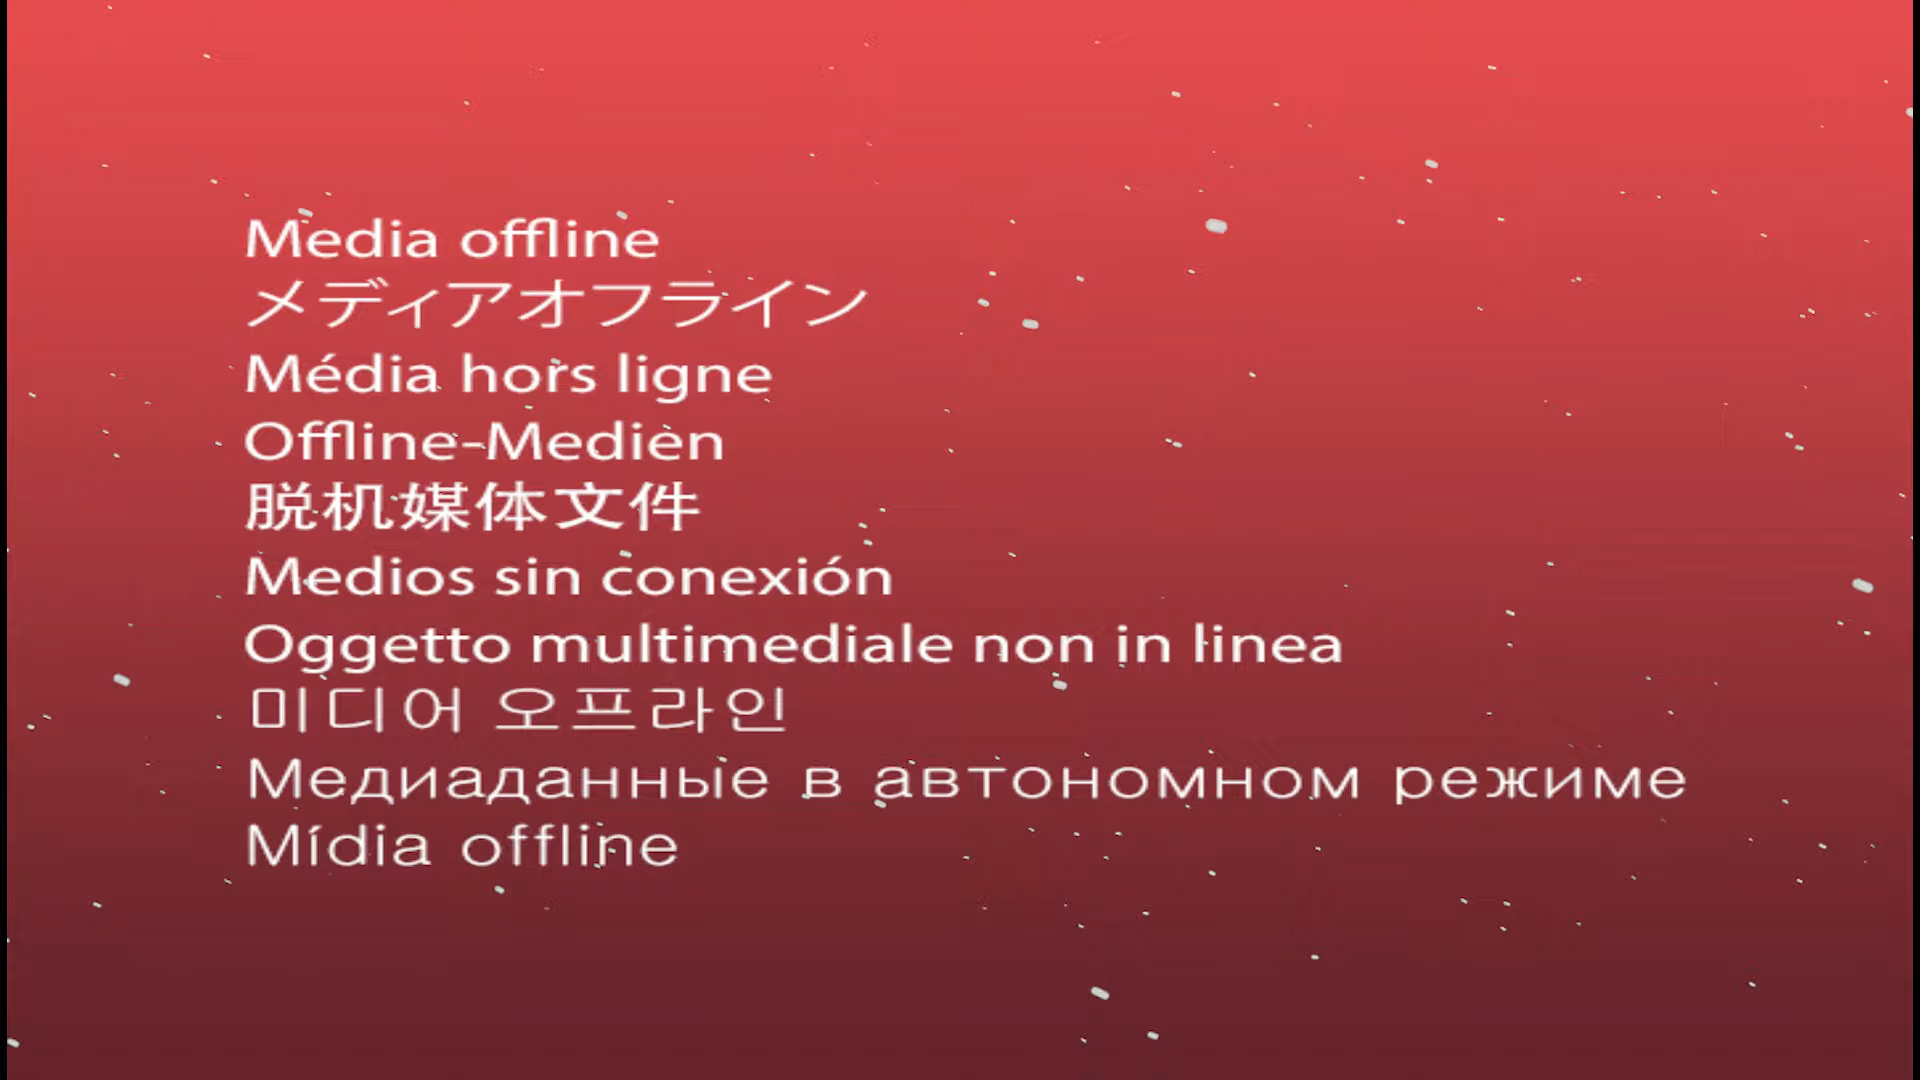 Media offline
メディアオフライン
Média hors ligne
Offline-Medien
脱机媒体文件
Medios sin conexión
Oggetto multimediale non in linea
미디어 오프라인
Медиаданные в автономном режиме
Mídia offline